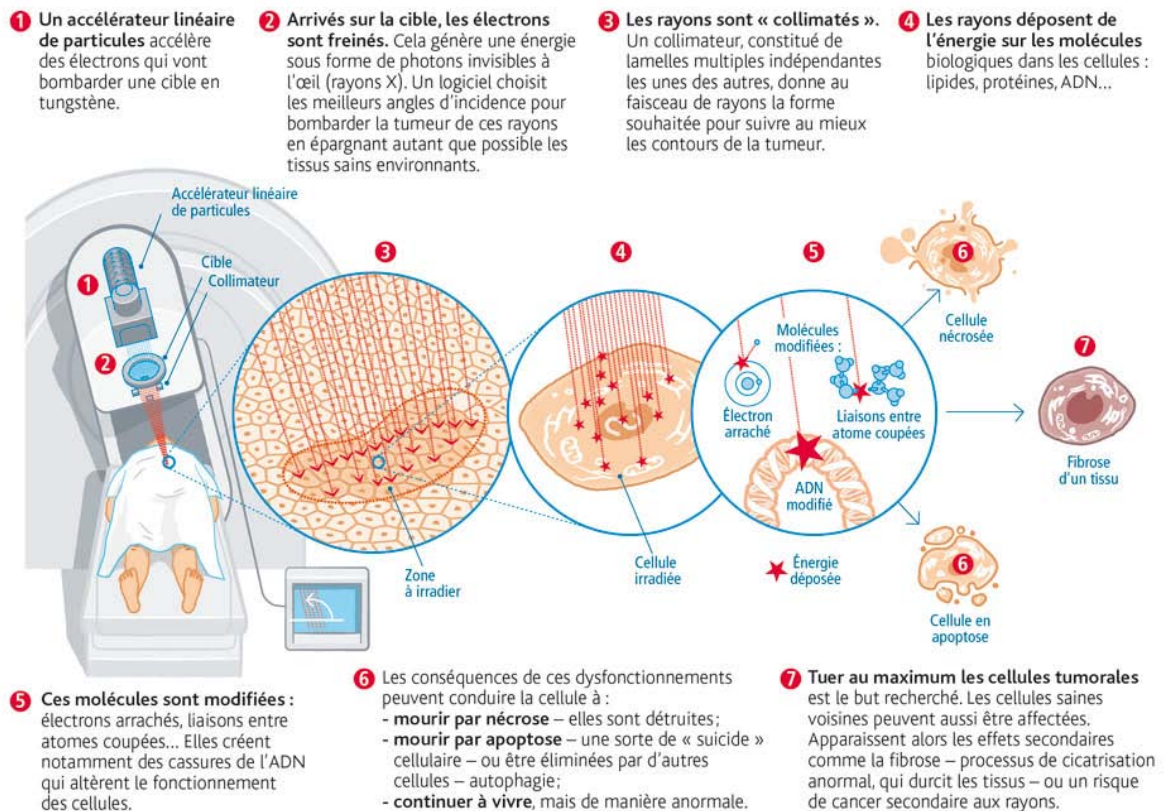 1 Un accélérateur linéaire
de particules accélère
des électrons qui vont
bombarder une cible en
tungstène.
2 Arrivés sur la cible, les électrons
sont freinés. Cela génère une énergie
sous forme de photons invisibles à
l'œil (rayons X). Un logiciel choisit
les meilleurs angles d'incidence pour
bombarder la tumeur de ces rayons
en épargnant autant que possible les
tissus sains environnants.
3 Les rayons sont « collimatés ».
Un collimateur, constitué de
lamelles multiples indépendantes
les unes des autres, donne au
faisceau de rayons la forme
souhaitée pour suivre au mieux
les contours de la tumeur.
4 Les rayons déposent de
l'énergie sur les molécules
biologiques dans les cellules :
lipides, protéines, ADN...
Accélérateur linéaire
de particules
Cible
Collimateur
1
2
3
Zone
à irradier
4
Cellule
irradiée
5
Molécules
modifiées :
Électron
arraché
Liaisons entre
atome coupées
ADN
modifié
Énergie
déposée
6
Cellule
nécrosée
7
Fibrose
d'un tissu
6
Cellule en
apoptose
5 Ces molécules sont modifiées :
électrons arrachés, liaisons entre
atomes coupées... Elles créent
notamment des cassures de l'ADN
qui altèrent le fonctionnement
des cellules.
6 Les conséquences de ces dysfonctionnements
peuvent conduire la cellule à :
- mourir par nécrose – elles sont détruites;
- mourir par apoptose – une sorte de « suicide »
cellulaire – ou être éliminées par d'autres
cellules – autophagie;
- continuer à vivre, mais de manière anormale.
7 Tuer au maximum les cellules tumorales
est le but recherché. Les cellules saines
voisines peuvent aussi être affectées.
Apparaissent alors les effets secondaires
comme la fibrose – processus de cicatrisation
anormal, qui durcit les tissus – ou un risque
de cancer secondaire aux rayons.